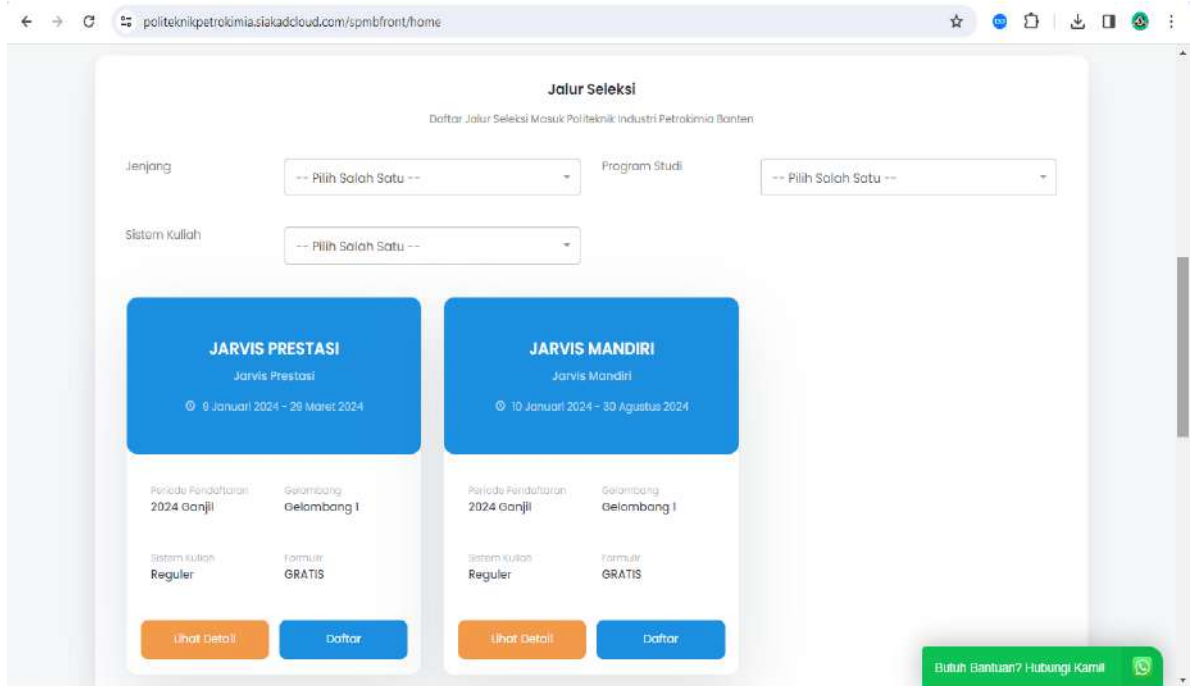 politeknikpetrokimia.siakadcloud.com/spmbfront/home
Jalur Seleksi
Daftar Jalur Seleksi Masuk Politeknik Industri Petrokimia Banten
Jenjang
-- Pilih Salah Satu --
Program Studi
-- Pilih Salah Satu --
Sistem Kuliah
-- Pilih Salah Satu --
JARVIS PRESTASI
Jarvis Prestasi
9 Januari 2024 - 29 Maret 2024
Periode Pendaftaran
Gelombang
2024 Ganjil
Gelombang 1
Sistem Kuliah
Formulir
Reguler
GRATIS
Lihat Detail
Daftar
JARVIS MANDIRI
Jarvis Mandiri
10 Januari 2024 - 30 Agustus 2024
Periode Pendaftaran
Gelombang
2024 Ganjil
Gelombang 1
Sistem Kuliah
Formulir
Reguler
GRATIS
Lihat Detail
Daftar
Butuh Bantuan? Hubungi Kami!